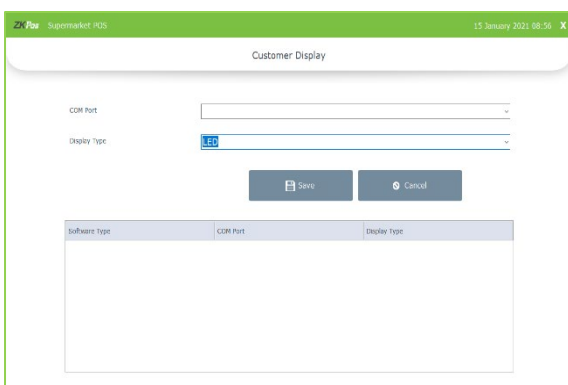 ZKPos Supermarket POS 15 January 2021 08:56 X
Customer Display
COM Port
Display Type LED
Save Cancel
Software Type COM Port Display Type